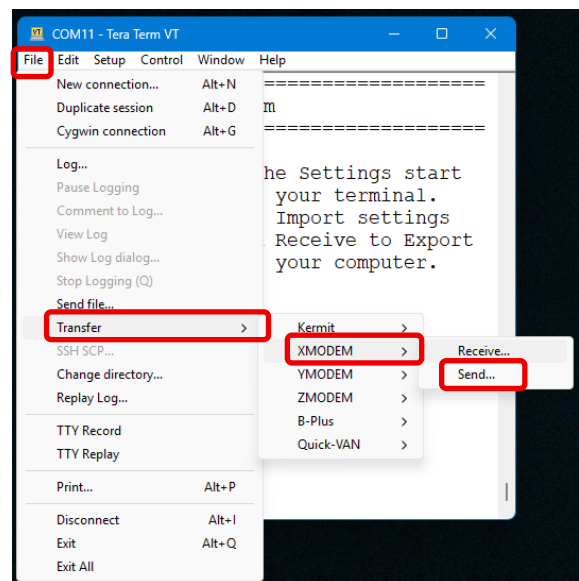 COM11 - Tera Term VT
File Edit Setup Control Window Help
New connection... Alt+N
Duplicate session Alt+D
Cygwin connection Alt+G
Log...
Pause Logging
Comment to Log...
View Log
Show Log dialog...
Stop Logging (Q)
Send file...
Transfer >
SSH SCP...
Change directory...
Replay Log...
TTY Record
TTY Replay
Print... Alt+P
Disconnect Alt+I
Exit Alt+Q
Exit All
Kermit >
XMODEM >
YMODEM >
ZMODEM >
B-Plus >
Quick-VAN >
Receive...
Send...
====================
m
====================
he Settings start
your terminal.
Import settings
Receive to Export
your computer.